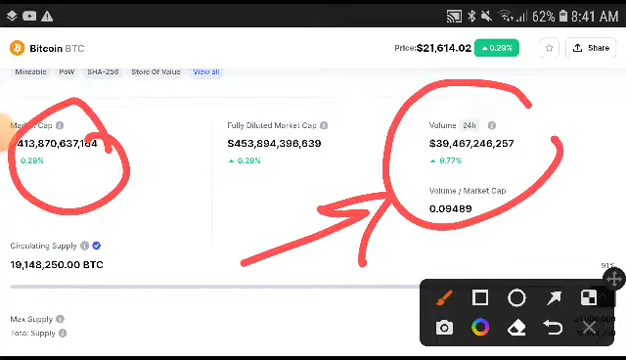 62% 8:41 AM
Bitcoin BTC Price: $21,614.02 0.29% Share
Mineable PoW SHA-256 Store Of Value View all
Market Cap Fully Diluted Market Cap Volume 24h
413,870,637,164 $453,894,396,639 $39,467,246,257
0.29% 0.29% 9.77%
Volume / Market Cap
0.09489
Circulating Supply
19,148,250.00 BTC 91%
Max Supply
Total Supply